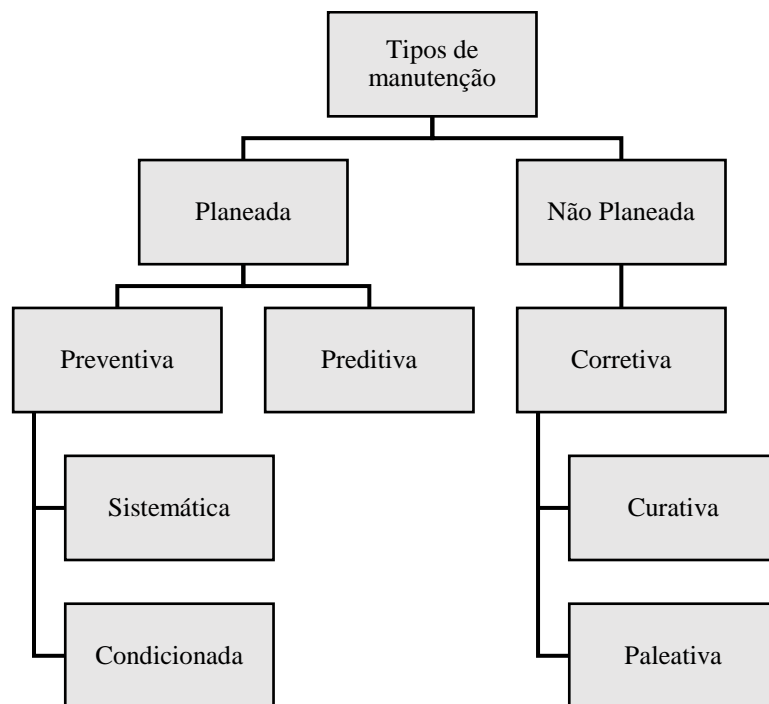 Tipos de
manutenção
Planeada
Não Planeada
Preventiva
Preditiva
Corretiva
Sistemática
Curativa
Condicionada
Paleativa